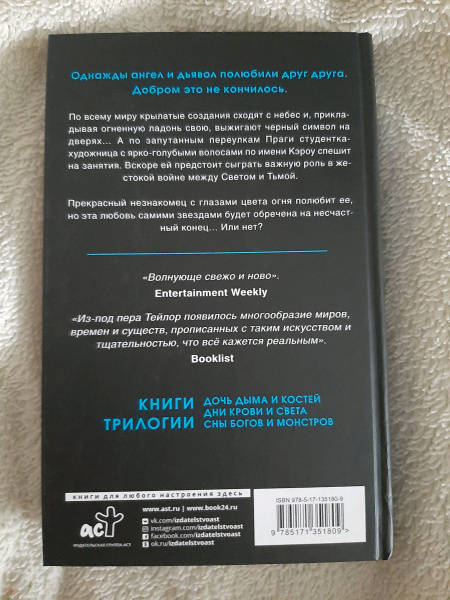 Однажды ангел и дьявол полюбили друг друга.
Добром это не кончилось.
По всему миру крылатые создания сходят с небес и, прикла-
дывая огненную ладонь свою, выжигают черный символ на
дверях... А по запутанным переулкам Праги студентка-
художница с ярко-голубыми волосами по имени Кэроу спешит
на занятия. Вскоре ей предстоит сыграть важную роль в же-
стокой войне между Светом и Тьмой.
Прекрасный незнакомец с глазами цвета огня полюбит ее,
но эта любовь самими звездами будет обречена на несчаст-
ный конец... Или нет?
«Волнующе свежо и ново».
Entertainment Weekly
«Из-под пера Тейлор появилось многообразие миров,
времен и существ, прописанных с таким искусством и
тщательностью, что всё кажется реальным».
Booklist
КНИГИ
ТРИЛОГИИ
ДОЧЬ ДЫМА И КОСТЕЙ
ДНИ КРОВИ И СВЕТА
СНЫ БОГОВ И МОНСТРОВ
КНИГИ ДЛЯ ЛЮБОГО НАСТРОЕНИЯ ЗДЕСЬ
www.ast.ru | www.book24.ru
vk.com/izdatelstvoast
instagram.com/izdatelstvoast
facebook.com/izdatelstvoast
ok.ru/izdatelstvoast
аст
ИЗДАТЕЛЬСКАЯ ГРУППА АСТ
ISBN 978-5-17-135180-9
9785171351809>